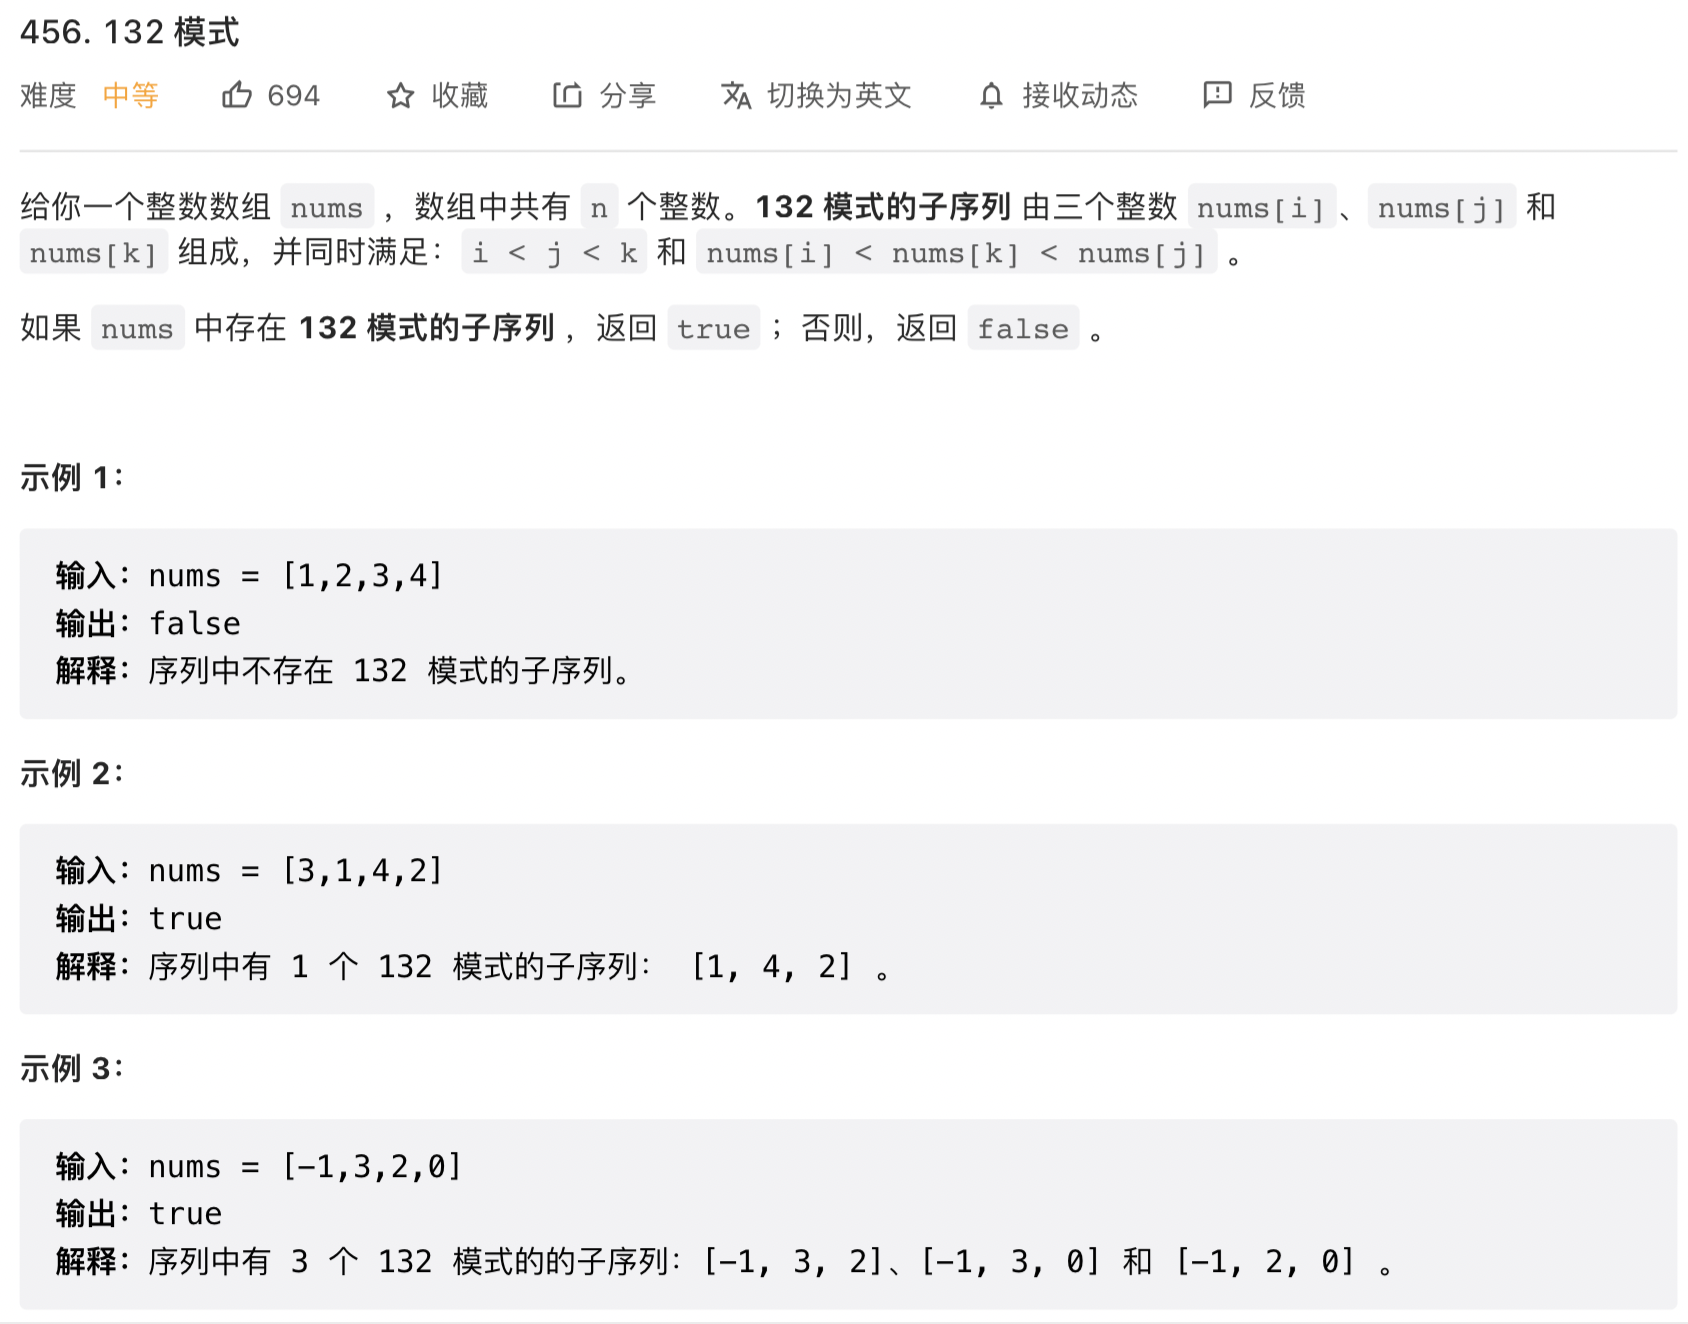 456. 132 模式
难度 中等 694 收藏 分享 切换为英文 接收动态 反馈
给你一个整数数组 nums ，数组中共有 n 个整数。132 模式的子序列 由三个整数 nums[i] 、 nums[j] 和
nums[k] 组成，并同时满足：i < j < k 和 nums[i] < nums[k] < nums[j] 。
如果 nums 中存在 132 模式的子序列 ，返回 true ；否则，返回 false 。
示例 1：
输入：nums = [1,2,3,4]
输出：false
解释：序列中不存在 132 模式的子序列。
示例 2：
输入：nums = [3,1,4,2]
输出：true
解释：序列中有 1 个 132 模式的子序列： [1, 4, 2] 。
示例 3：
输入：nums = [-1,3,2,0]
输出：true
解释：序列中有 3 个 132 模式的的子序列：[-1, 3, 2]、[-1, 3, 0] 和 [-1, 2, 0] 。